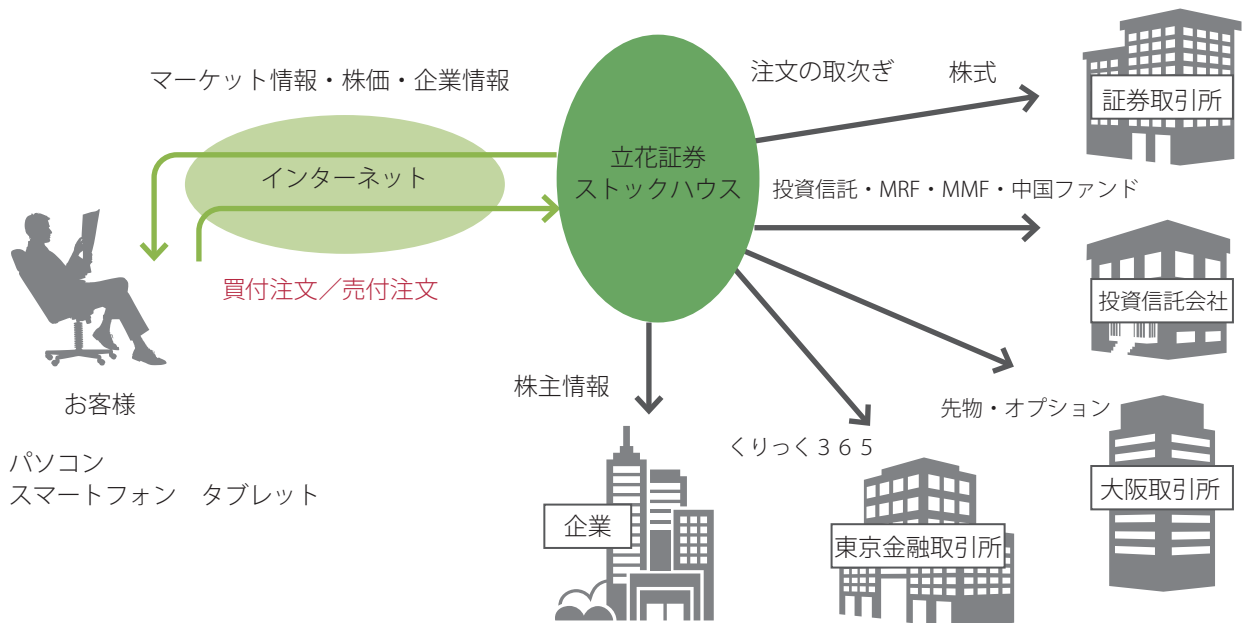 マーケット情報・株価・企業情報
インターネット
買付注文／売付注文
お客様
パソコン
スマートフォン　タブレット
立花証券
ストックハウス
注文の取次ぎ　株式
証券取引所
投資信託・MRF・MMF・中国ファンド
投資信託会社
先物・オプション
大阪取引所
くりっく３６５
東京金融取引所
株主情報
企業